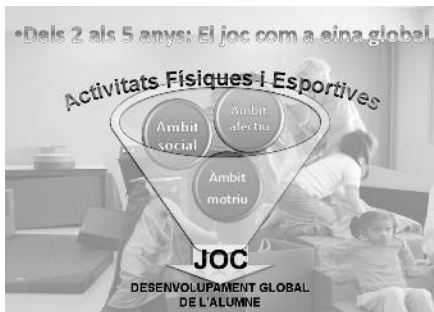 •Dels 2 als 5 anys: El joc com a eina global
Activitats Físiques i Esportives
Àmbit
social
Àmbit
afectiu
Àmbit
motriu
JOC
DESENVOLUPAMENT GLOBAL
DE L'ALUMNE